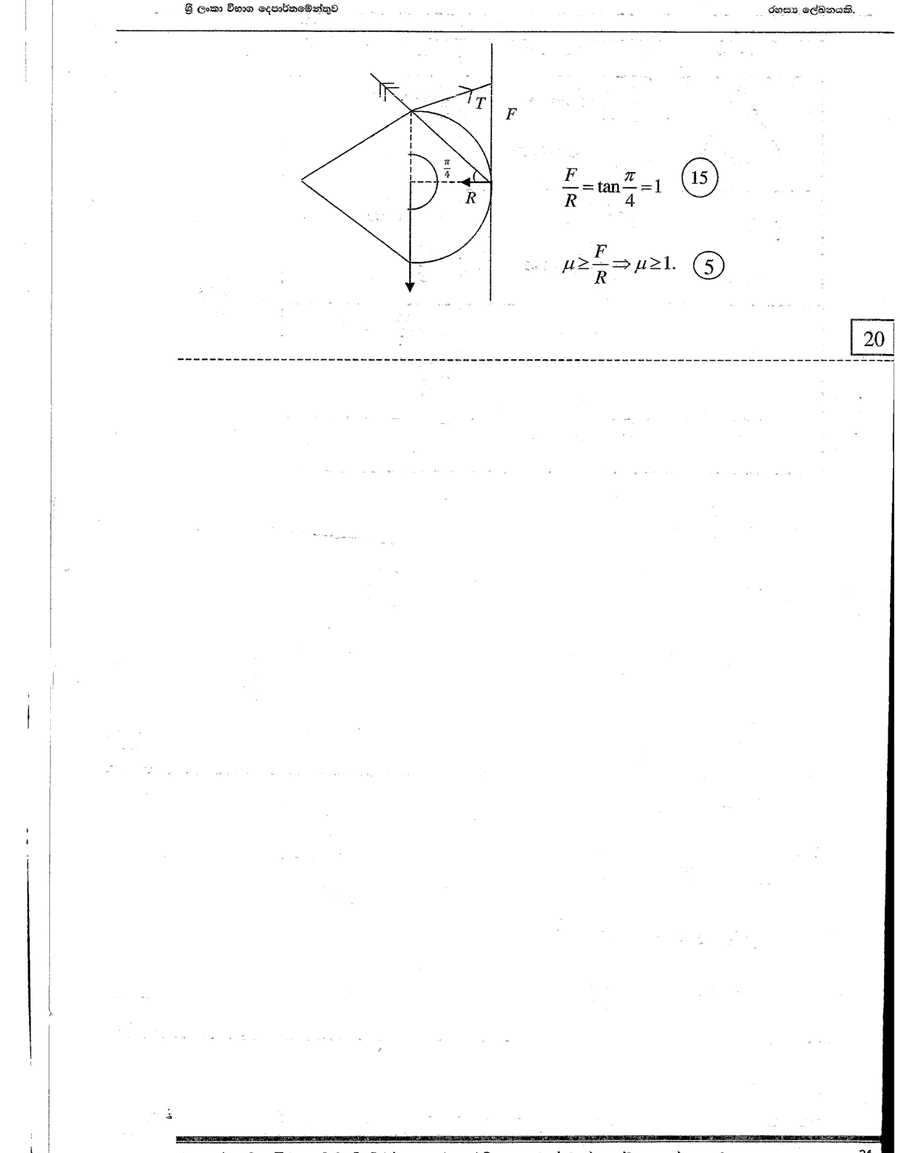 ශ්‍රී ලංකා විභාග දෙපාර්තමේන්තුව රහස්‍ය ලේඛනයකි.
T
F
π/4
R
F/R = tan π/4 = 1 15
μ ≥ F/R ⇒ μ ≥ 1. 5
20